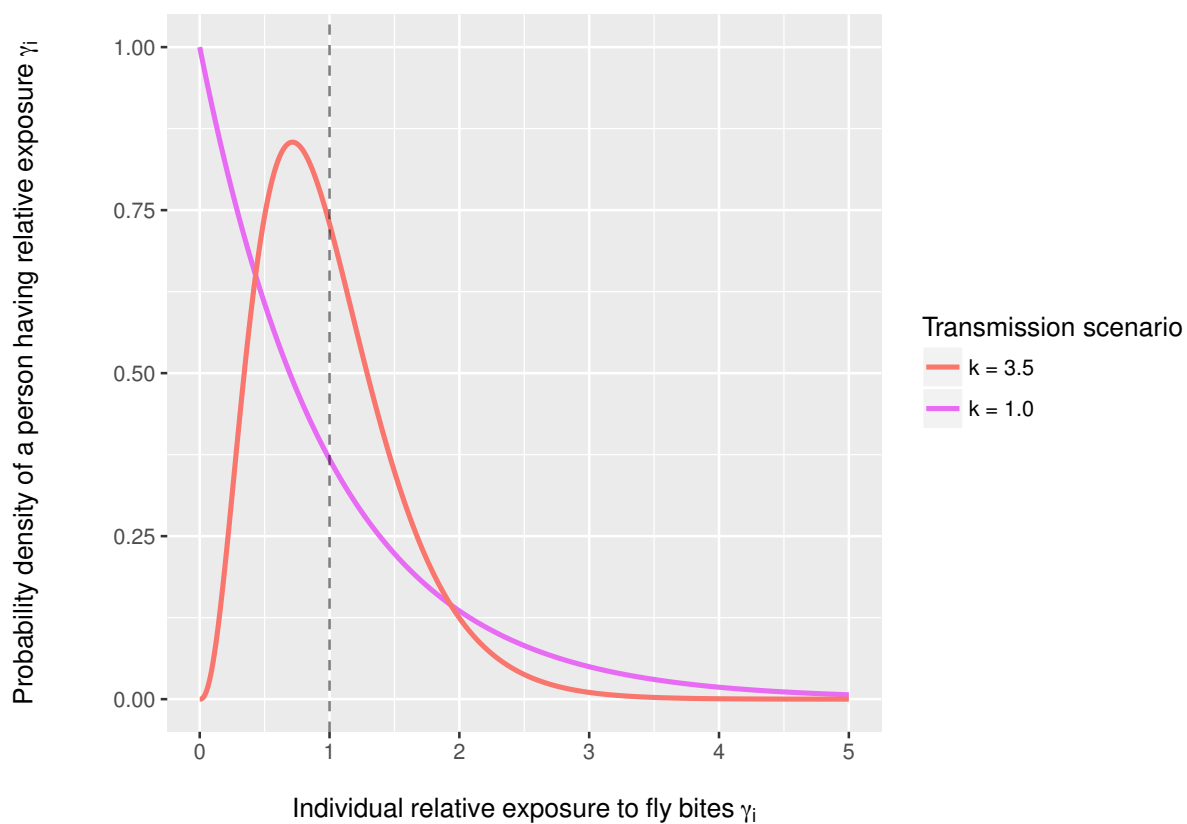 Probability density of a person having relative exposure γi
1.00
0.75
0.50
0.25
0.00
0 1 2 3 4 5
Individual relative exposure to fly bites γi
Transmission scenario
k = 3.5
k = 1.0